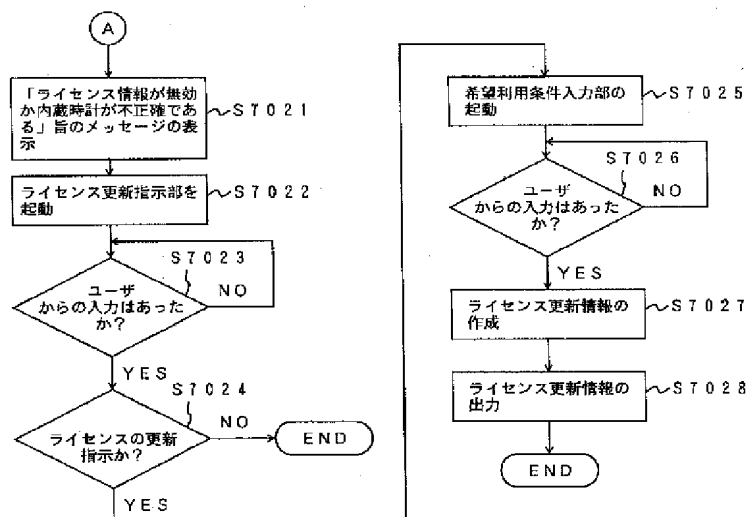 A
「ライセンス情報が無効
か内蔵時計が不正確であ
る」旨のメッセージの表
示
S7021
ライセンス更新指示部を
起動
S7022
S7023
ユーザ
からの入力はあった
か？
NO
YES
S7024
ライセンスの更新
指示か？
NO
END
YES
希望利用条件入力部の
起動
S7025
S7026
ユーザ
からの入力はあった
か？
NO
YES
ライセンス更新情報の
作成
S7027
ライセンス更新情報の
出力
S7028
END